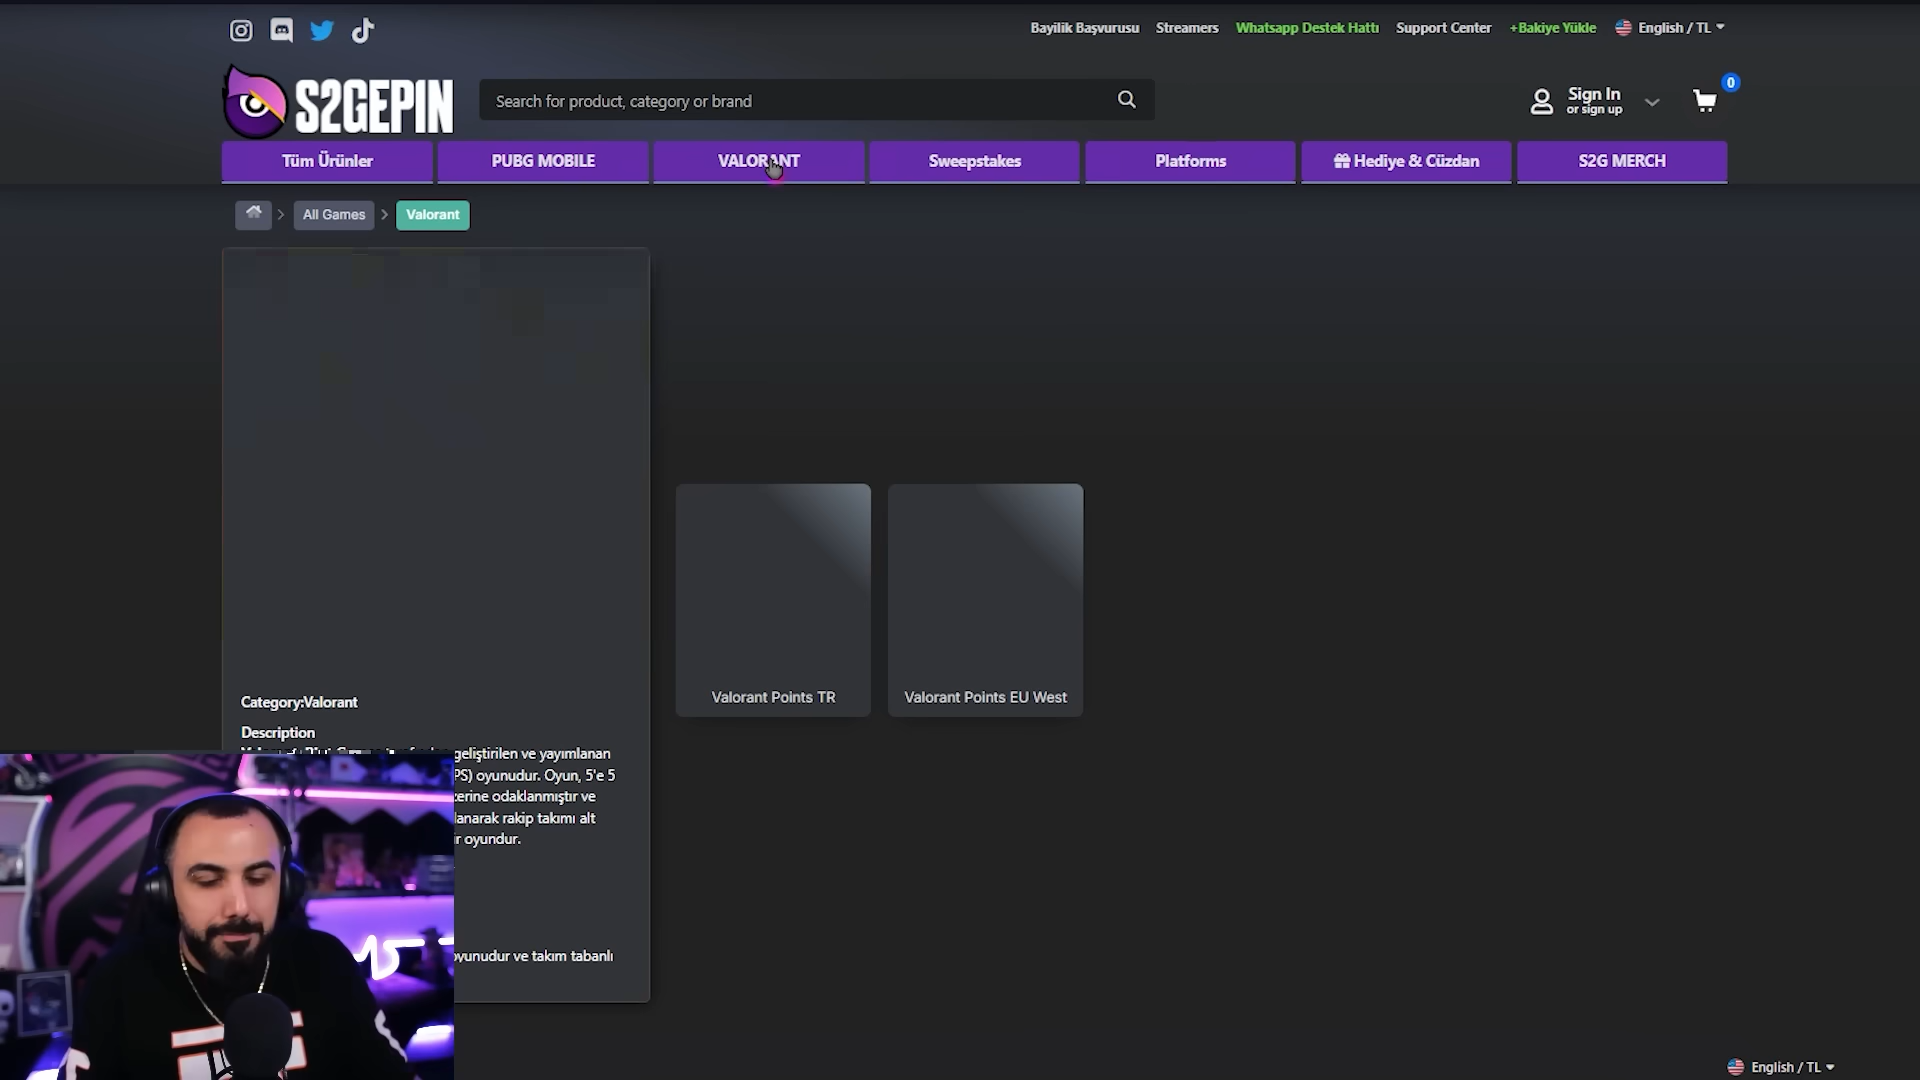 Bayilik Başvurusu Streamers Whatsapp Destek Hattı Support Center +Bakiye Yükle English / TL
S2GEPIN
Search for product, category or brand
Sign In
or sign up
0
Tüm Ürünler PUBG MOBILE VALORANT Sweepstakes Platforms Hediye & Cüzdan S2G MERCH
All Games Valorant
Valorant Points TR Valorant Points EU West
Category:Valorant
Description
geliştirilen ve yayımlanan
PS) oyunudur. Oyun, 5'e 5
zerine odaklanmıştır ve
lanarak rakip takımı alt
ir oyundur.
oyunudur ve takım tabanlı
English / TL